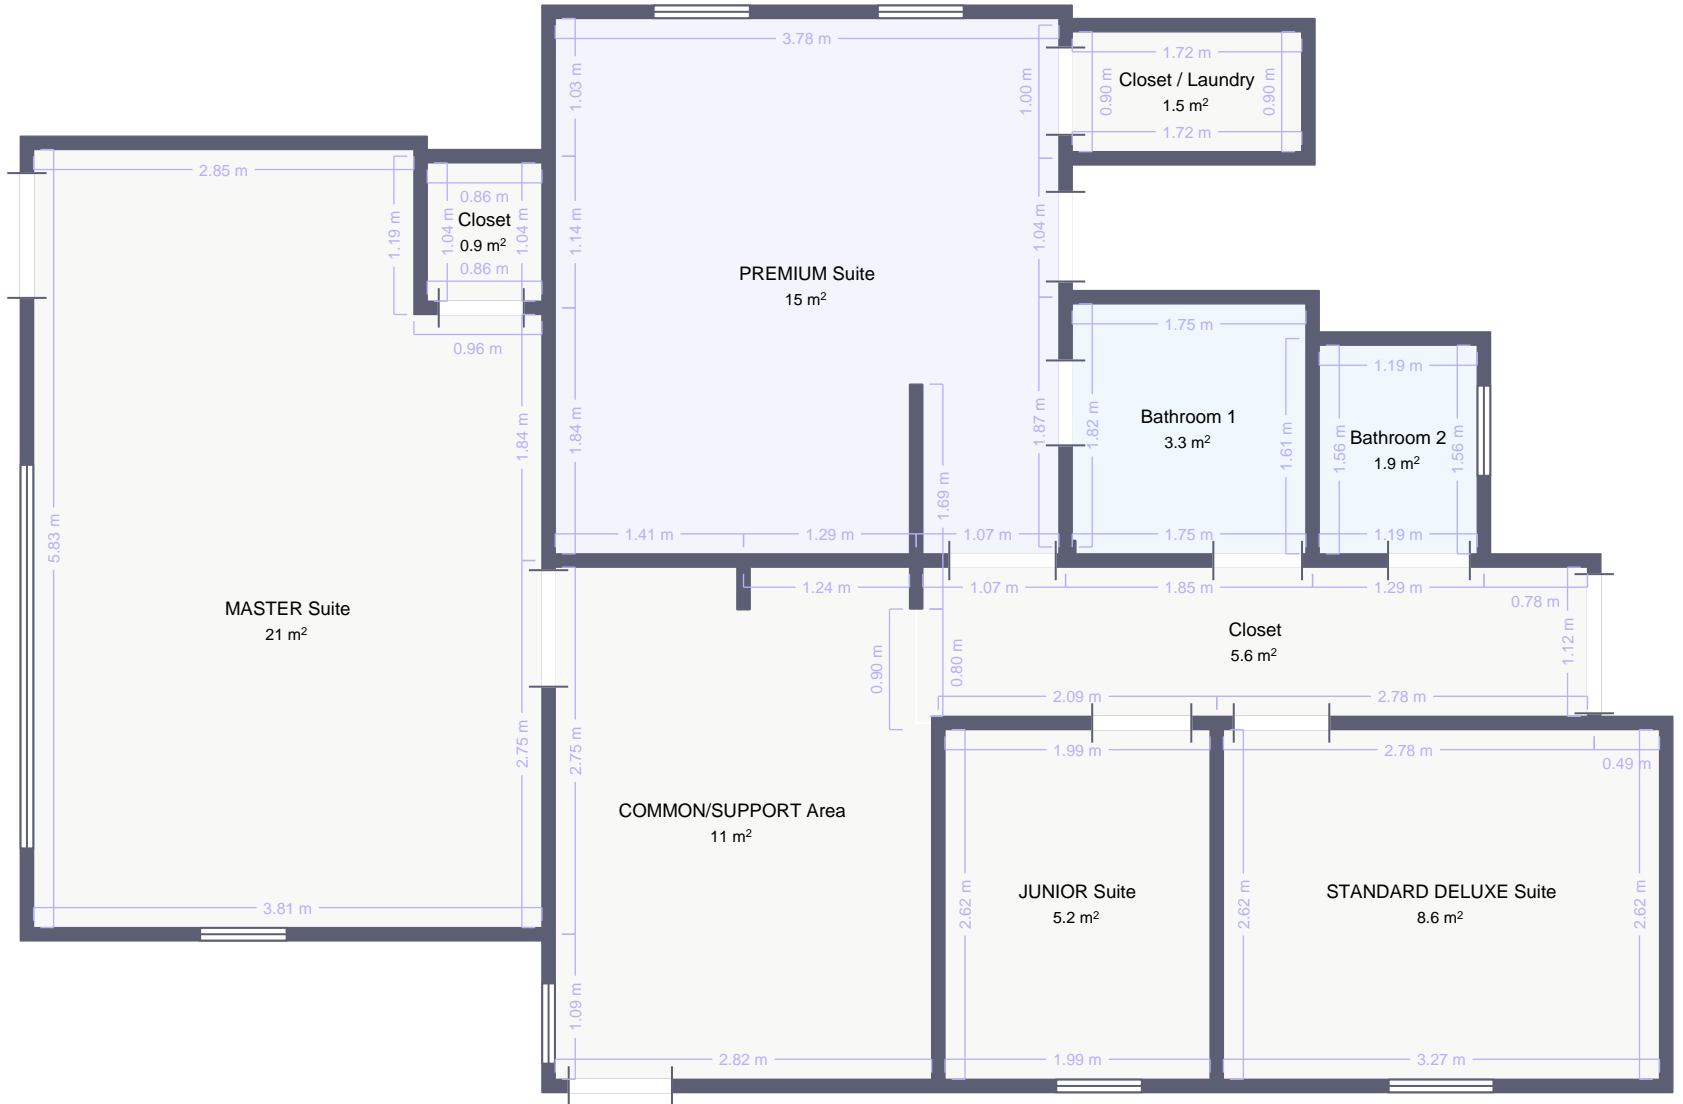 3.78 m
1.03 m
1.00 m
1.72 m
0.90 m
0.90 m
Closet / Laundry
1.5 m²
1.72 m
2.85 m
1.19 m
0.86 m
1.04 m
1.04 m
Closet
0.9 m²
0.86 m
0.96 m
1.14 m
1.04 m
PREMIUM Suite
15 m²
1.75 m
1.61 m
1.82 m
Bathroom 1
3.3 m²
1.75 m
1.19 m
1.56 m
1.56 m
Bathroom 2
1.9 m²
1.19 m
1.84 m
1.84 m
1.87 m
1.69 m
1.41 m
1.29 m
1.07 m
5.83 m
MASTER Suite
21 m²
1.24 m
1.07 m
1.85 m
1.29 m
0.78 m
1.12 m
Closet
5.6 m²
0.90 m
0.80 m
2.09 m
2.78 m
2.75 m
2.75 m
1.99 m
2.78 m
0.49 m
COMMON/SUPPORT Area
11 m²
JUNIOR Suite
5.2 m²
STANDARD DELUXE Suite
8.6 m²
2.62 m
2.62 m
2.62 m
3.81 m
1.09 m
2.82 m
1.99 m
3.27 m